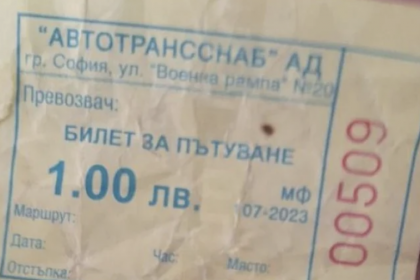 "АВТОТРАНССНАБ" АД
гр. София, ул. "Военна рампа" №20
Превозвач:
БИЛЕТ ЗА ПЪТУВАНЕ
1.00 лв.
МФ
07-2023
Маршрут:
Дата:
Час:
Място:
Отстъпка:
00509